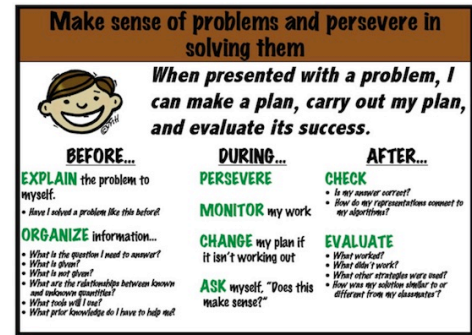 Make sense of problems and persevere in
solving them
When presented with a problem, I
can make a plan, carry out my plan,
and evaluate its success.
BEFORE...
EXPLAIN the problem to
myself.
• Have I solved a problem like this before?
ORGANIZE information...
• What is the question I need to answer?
• What is given?
• What is not given?
• What are the relationships between known
and unknown quantities?
• What tools will I use?
• What prior knowledge do I have to help me?
DURING...
PERSEVERE
MONITOR my work
CHANGE my plan if
it isn't working out
ASK myself, "Does this
make sense?"
AFTER...
CHECK
• Is my answer correct?
• How do my representations connect to
my algorithms?
EVALUATE
• What worked?
• What didn't work?
• What other strategies were used?
• How was my solution similar to or
different from my classmates'?